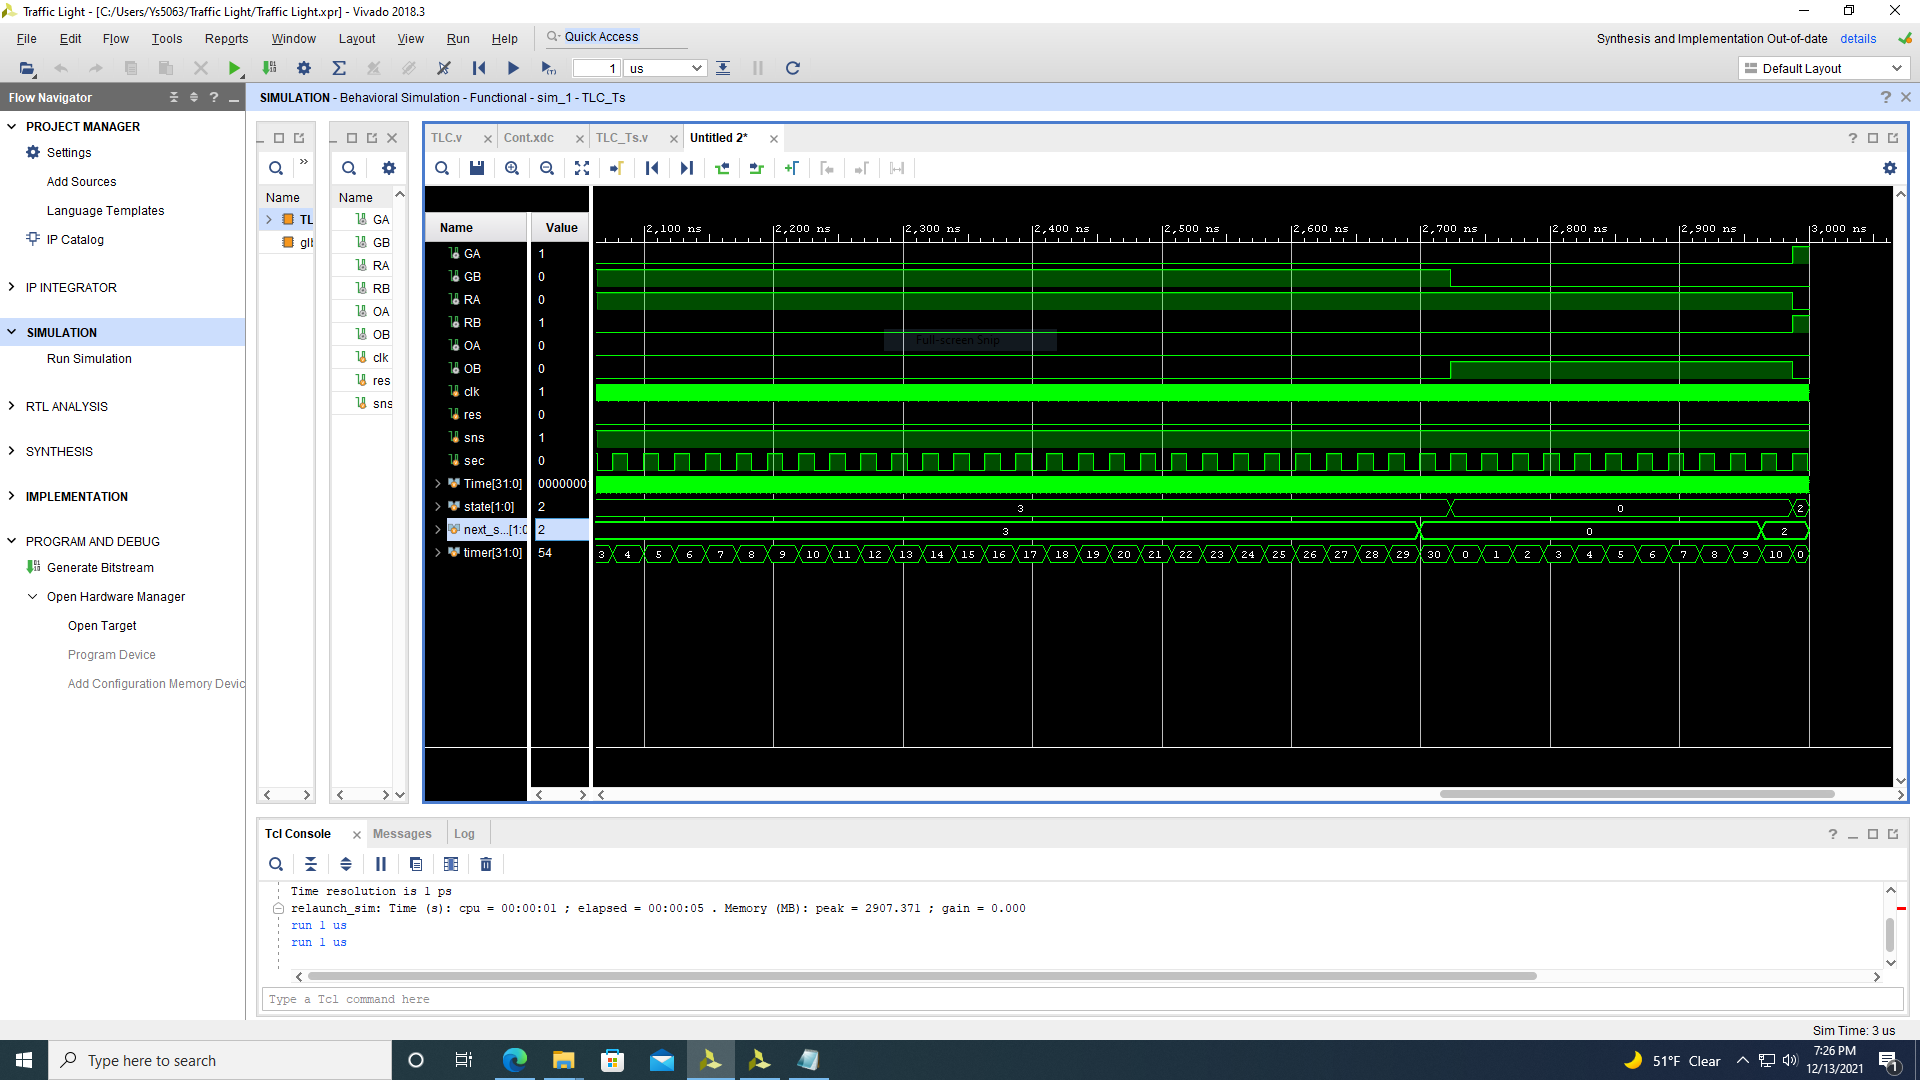 Traffic Light - [C:/Users/Ys5063/Traffic Light/Traffic Light.xpr] - Vivado 2018.3
File Edit Flow Tools Reports Window Layout View Run Help Quick Access
Synthesis and Implementation Out-of-date details
1 us
Default Layout
Flow Navigator
SIMULATION - Behavioral Simulation - Functional - sim_1 - TLC_Ts
PROJECT MANAGER
Settings
Add Sources
Language Templates
IP Catalog
IP INTEGRATOR
SIMULATION
Run Simulation
RTL ANALYSIS
SYNTHESIS
IMPLEMENTATION
PROGRAM AND DEBUG
Generate Bitstream
Open Hardware Manager
Open Target
Program Device
Add Configuration Memory Devic
Name
TL
Name
GA
GB
RA
RB
OA
OB
clk
res
sns
TLC.v Cont.xdc TLC_Ts.v Untitled 2*
Name Value
2,100 ns 2,200 ns 2,300 ns 2,400 ns 2,500 ns 2,600 ns 2,700 ns 2,800 ns 2,900 ns 3,000 ns
GA 1
GB 0
RA 0
RB 1
OA 0
Full-screen Snip
OB 0
clk 1
res 0
sns 1
sec 0
Time[31:0] 0000000
state[1:0] 2 3 0 2
next_s...[1:0 2 3 0 2
timer[31:0] 54 3 4 5 6 7 8 9 10 11 12 13 14 15 16 17 18 19 20 21 22 23 24 25 26 27 28 29 30 0 1 2 3 4 5 6 7 8 9 10 0
Tcl Console Messages Log
Time resolution is 1 ps
relaunch_sim: Time (s): cpu = 00:00:01 ; elapsed = 00:00:05 . Memory (MB): peak = 2907.371 ; gain = 0.000
run 1 us
run 1 us
Type a Tcl command here
Sim Time: 3 us
Type here to search
51°F Clear
7:26 PM
12/13/2021
1